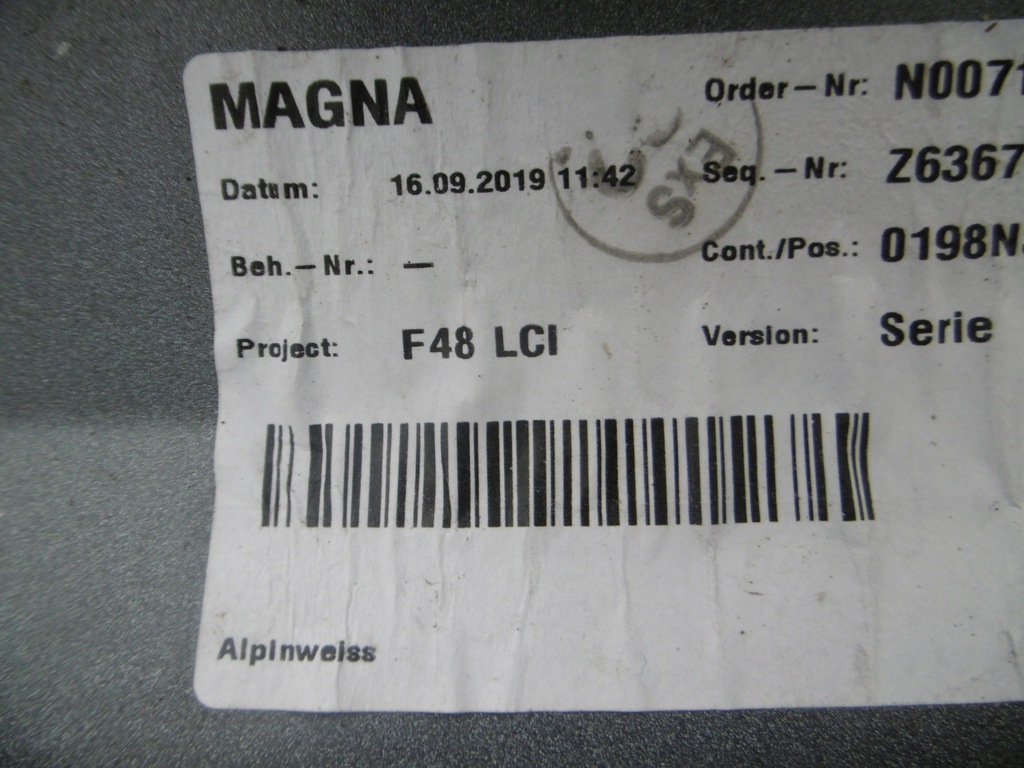 MAGNA
Order-Nr: N0071
Datum: 16.09.2019 11:42
Seq.-Nr: Z6367
Beh.-Nr.: —
Cont./Pos.: 0198N
Project: F48 LCI
Version: Serie
Alpinweiss